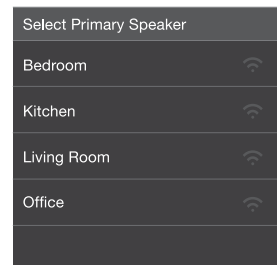 Select Primary Speaker
Bedroom
Kitchen
Living Room
Office